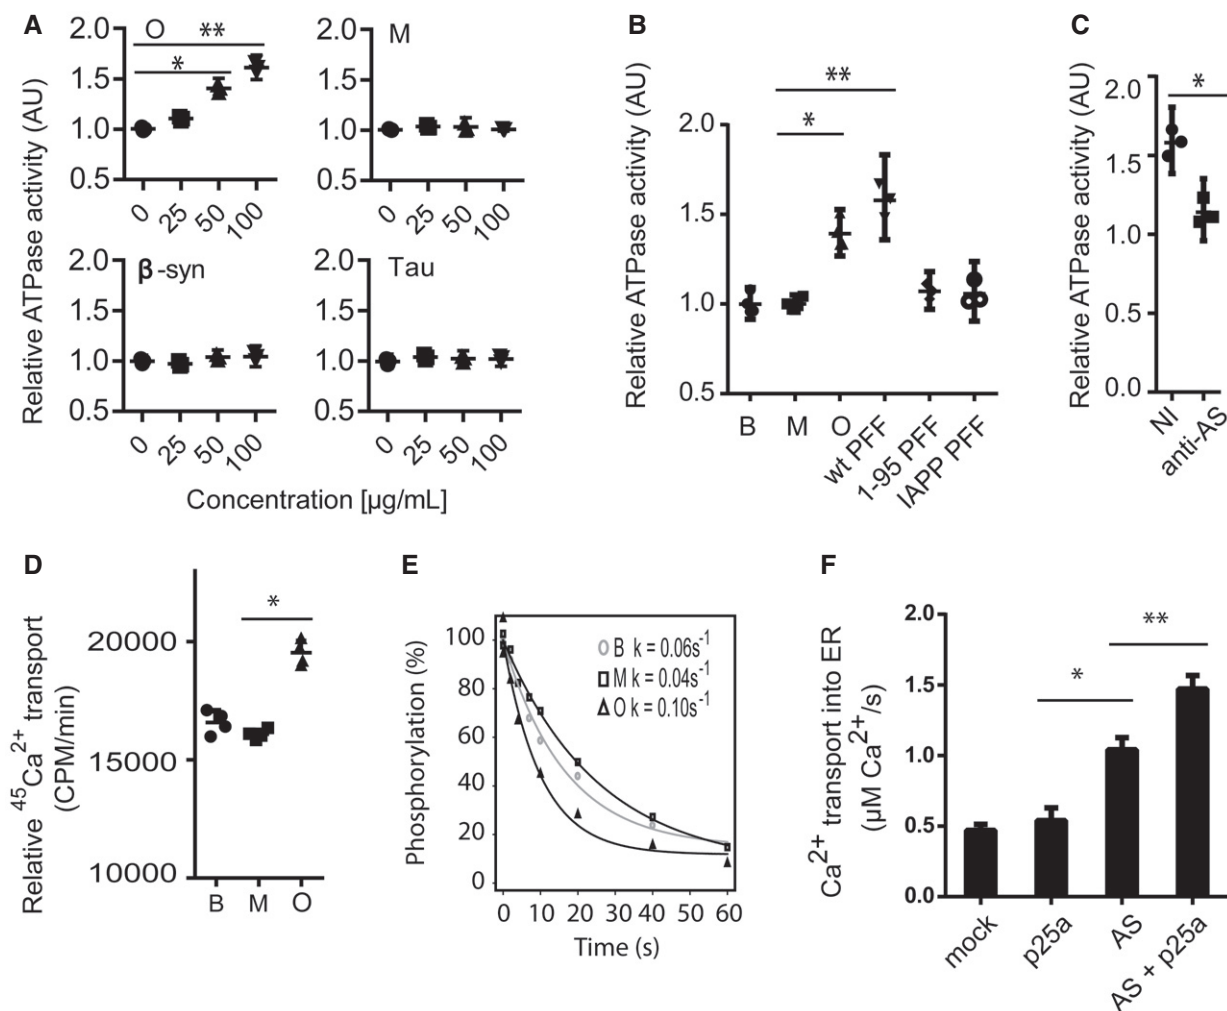 A
Relative ATPase activity (AU)
O
**
*
2.0
1.5
1.0
0.5
0
25
50
100
M
2.0
1.5
1.0
0.5
0
25
50
100
β-syn
2.0
1.5
1.0
0.5
0
25
50
100
Tau
2.0
1.5
1.0
0.5
0
25
50
100
Concentration [µg/mL]
B
Relative ATPase activity (AU)
**
*
2.0
1.5
1.0
0.5
B
M
O
wt PFF
1-95 PFF
IAPP PFF
C
Relative ATPase activity (AU)
*
2.0
1.5
1.0
0.5
0.0
NI
anti-AS
D
Relative 45Ca2+ transport
(CPM/min)
*
20000
15000
10000
B
M
O
E
Phosphorylation (%)
100
80
60
40
20
0
B k = 0.06s-1
M k = 0.04s-1
O k = 0.10s-1
0 10 20 30 40 50 60
Time (s)
F
Ca2+ transport into ER
(µM Ca2+/s)
**
*
2.0
1.5
1.0
0.5
0.0
mock
p25a
AS
AS + p25a